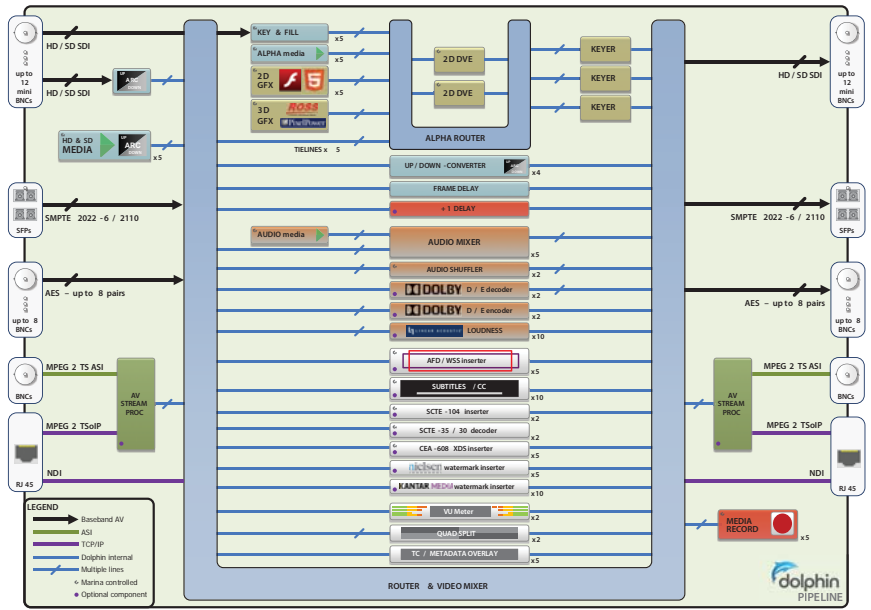 up to
12
mini
BNCs
HD / SD SDI
HD / SD SDI
UP
ARC
DOWN
HD & SD
MEDIA
UP
ARC
DOWN
x5
SFPs
SMPTE 2022 -6 / 2110
up to 8
BNCs
AES – up to 8 pairs
BNCs
MPEG 2 TS ASI
AV
STREAM
PROC
MPEG 2 TSoIP
RJ 45
NDI
LEGEND
Baseband AV
ASI
TCP/IP
Dolphin internal
Multiple lines
Marina controlled
Optional component
KEY & FILL
x5
ALPHA media
x5
2D
GFX
x5
3D
GFX
ROSS
PixelPower
TIELINES x 5
2D DVE
2D DVE
ALPHA ROUTER
KEYER
KEYER
KEYER
UP / DOWN -CONVERTER
x4
FRAME DELAY
+ 1 DELAY
AUDIO media
AUDIO MIXER
x5
AUDIO SHUFFLER
x2
DOLBY D / E decoder
x2
DOLBY D / E encoder
x2
LINEAR ACOUSTIC LOUDNESS
x10
AFD / WSS inserter
x5
SUBTITLES / CC
x10
SCTE -104 inserter
x2
SCTE -35 / 30 decoder
x2
CEA -608 XDS inserter
x5
nielsen watermark inserter
x5
KANTAR MEDIA watermark inserter
x10
VU Meter
x2
QUAD SPLIT
x2
TC / METADATA OVERLAY
x5
ROUTER & VIDEO MIXER
HD / SD SDI
up to
12
mini
BNCs
SMPTE 2022 -6 / 2110
SFPs
AES – up to 8 pairs
up to 8
BNCs
MPEG 2 TS ASI
BNCs
AV
STREAM
PROC
MPEG 2 TSoIP
NDI
RJ 45
MEDIA
RECORD
x5
dolphin
PIPELINE